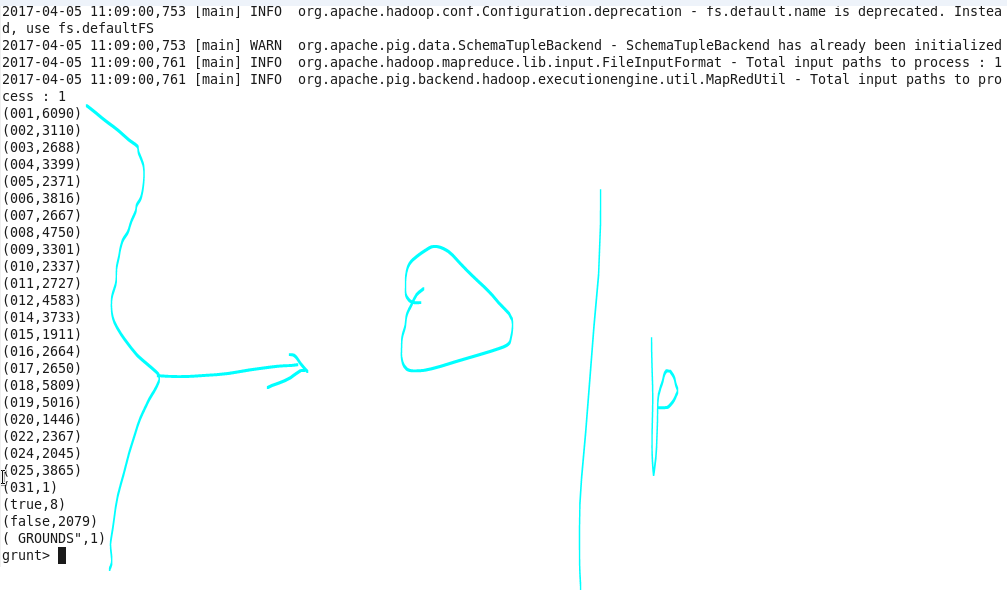 2017-04-05 11:09:00,753 [main] INFO  org.apache.hadoop.conf.Configuration.deprecation - fs.default.name is deprecated. Instea
d, use fs.defaultFS
2017-04-05 11:09:00,753 [main] WARN  org.apache.pig.data.SchemaTupleBackend - SchemaTupleBackend has already been initialized
2017-04-05 11:09:00,761 [main] INFO  org.apache.hadoop.mapreduce.lib.input.FileInputFormat - Total input paths to process : 1
2017-04-05 11:09:00,761 [main] INFO  org.apache.pig.backend.hadoop.executionengine.util.MapRedUtil - Total input paths to pro
cess : 1
(001,6090)
(002,3110)
(003,2688)
(004,3399)
(005,2371)
(006,3816)
(007,2667)
(008,4750)
(009,3301)
(010,2337)
(011,2727)
(012,4583)
(014,3733)
(015,1911)
(016,2664)
(017,2650)
(018,5809)
(019,5016)
(020,1446)
(022,2367)
(024,2045)
(025,3865)
(031,1)
(true,8)
(false,2079)
( GROUNDS",1)
grunt>